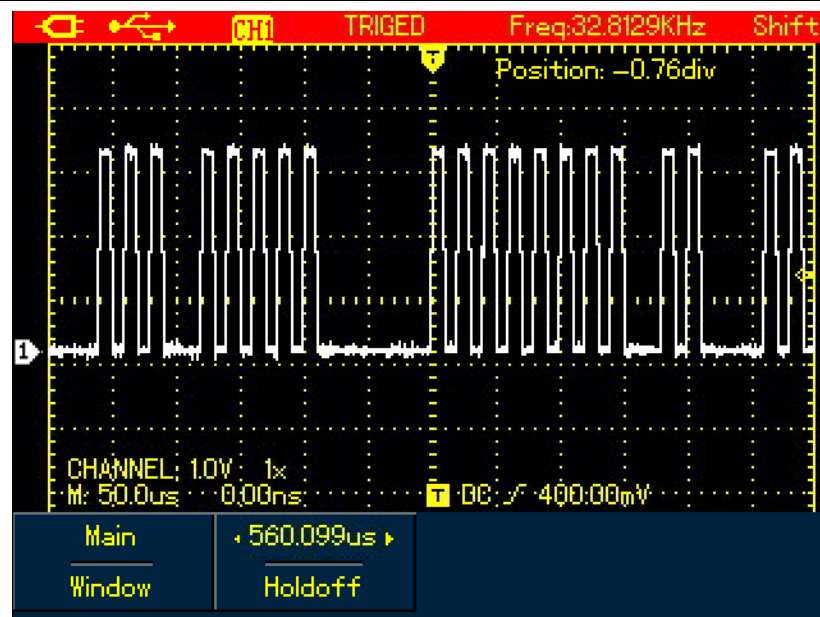 CH1 TRIGED Freq:32.8129KHz Shift
T
Position: -0.76div
1
CHANNEL: 1.0V 1x
M: 50.0us 0.00ns T DC 400.00mV
Main 560.099us
Window Holdoff